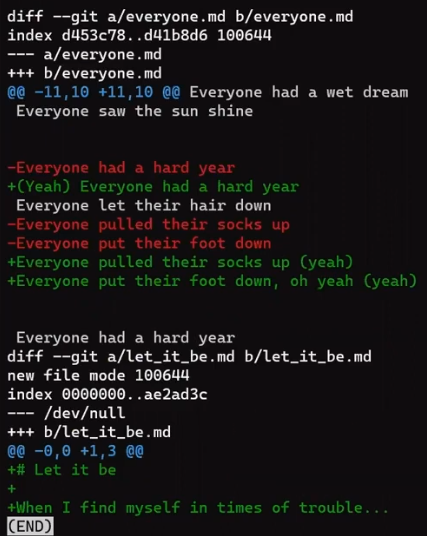 diff --git a/everyone.md b/everyone.md
index d453c78..d41b8d6 100644
--- a/everyone.md
+++ b/everyone.md
@@ -11,10 +11,10 @@ Everyone had a wet dream
 Everyone saw the sun shine
-Everyone had a hard year
+(Yeah) Everyone had a hard year
 Everyone let their hair down
-Everyone pulled their socks up
-Everyone put their foot down
+Everyone pulled their socks up (yeah)
+Everyone put their foot down, oh yeah (yeah)
 Everyone had a hard year
diff --git a/let_it_be.md b/let_it_be.md
new file mode 100644
index 0000000..ae2ad3c
--- /dev/null
+++ b/let_it_be.md
@@ -0,0 +1,3 @@
+# Let it be
+
+When I find myself in times of trouble...
(END)